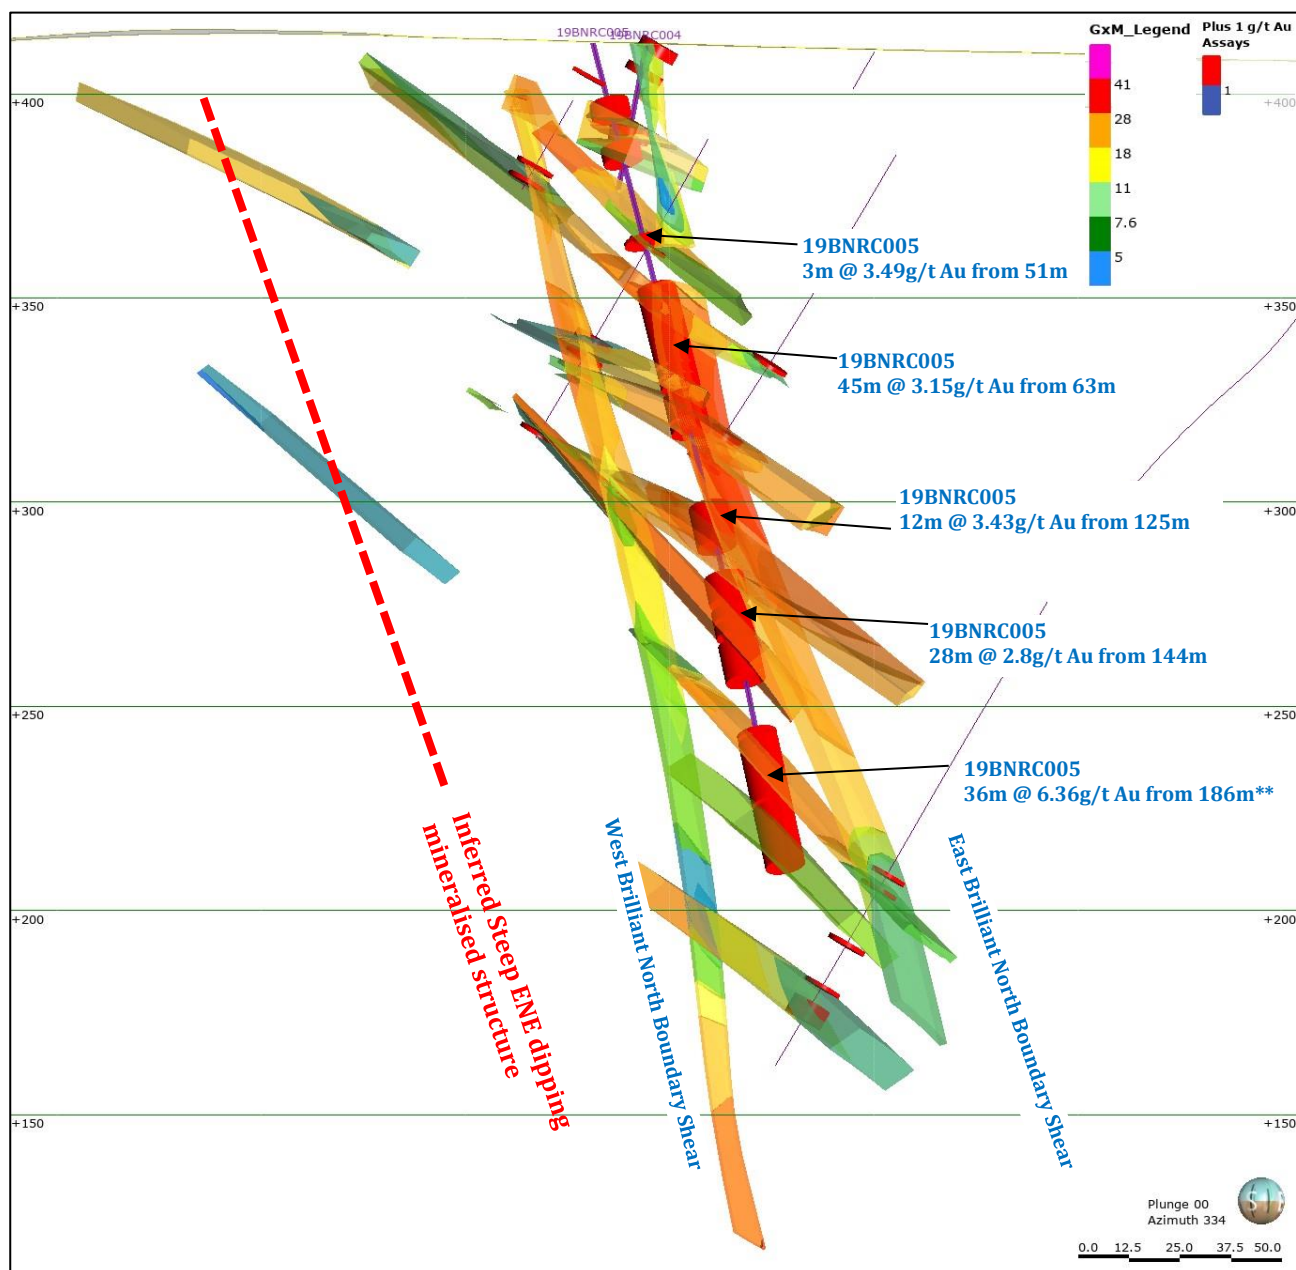 19BNRC005
19BNRC004
GxM_Legend
41
28
18
11
7.6
5
Plus 1 g/t Au
Assays
1
+400
+400
+350
+350
+300
+300
+250
+250
+200
+200
+150
+150
19BNRC005
3m @ 3.49g/t Au from 51m
19BNRC005
45m @ 3.15g/t Au from 63m
19BNRC005
12m @ 3.43g/t Au from 125m
19BNRC005
28m @ 2.8g/t Au from 144m
19BNRC005
36m @ 6.36g/t Au from 186m**
Inferred Steep ENE dipping
mineralised structure
West Brilliant North Boundary Shear
East Brilliant North Boundary Shear
Plunge 00
Azimuth 334
0.0 12.5 25.0 37.5 50.0